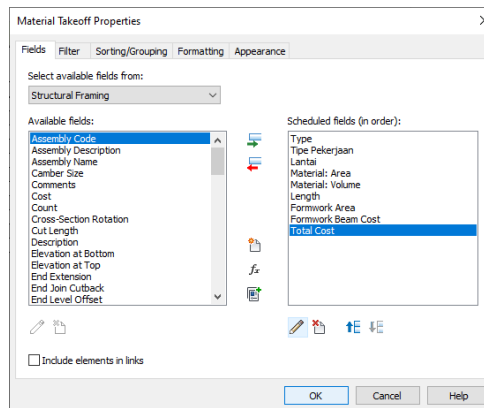 Material Takeoff Properties
Fields Filter Sorting/Grouping Formatting Appearance
Select available fields from:
Structural Framing
Available fields:
Assembly Code
Assembly Description
Assembly Name
Camber Size
Comments
Cost
Count
Cross-Section Rotation
Cut Length
Description
Elevation at Bottom
Elevation at Top
End Extension
End Join Cutback
End Level Offset
fx
Scheduled fields (in order):
Type
Tipe Pekerjaan
Lantai
Material: Area
Material: Volume
Length
Formwork Area
Formwork Beam Cost
Total Cost
Include elements in links
OK Cancel Help